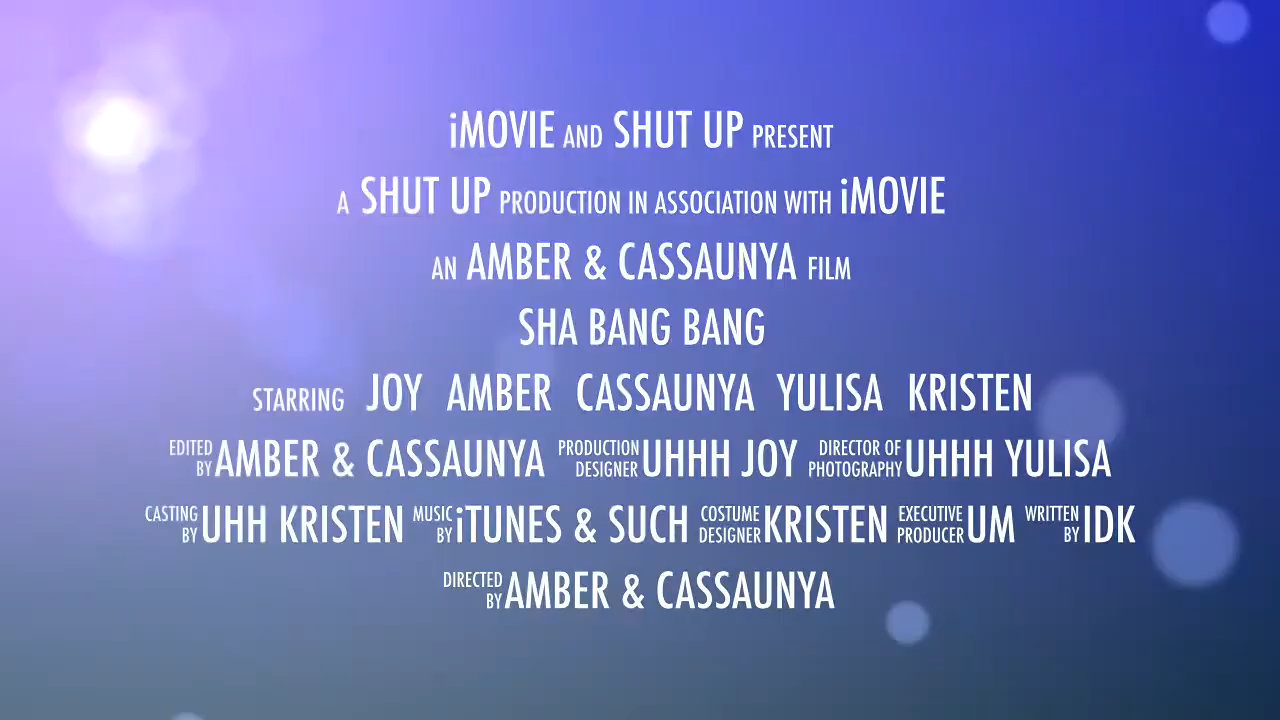 iMOVIE AND SHUT UP PRESENT
A SHUT UP PRODUCTION IN ASSOCIATION WITH iMOVIE
AN AMBER & CASSAUNYA FILM
SHA BANG BANG
STARRING JOY AMBER CASSAUNYA YULISA KRISTEN
EDITED BY AMBER & CASSAUNYA PRODUCTION DESIGNER UHHH JOY DIRECTOR OF PHOTOGRAPHY UHHH YULISA
CASTING BY UHH KRISTEN MUSIC BY iTUNES & SUCH COSTUME DESIGNER KRISTEN EXECUTIVE PRODUCER UM WRITTEN BY IDK
DIRECTED BY AMBER & CASSAUNYA